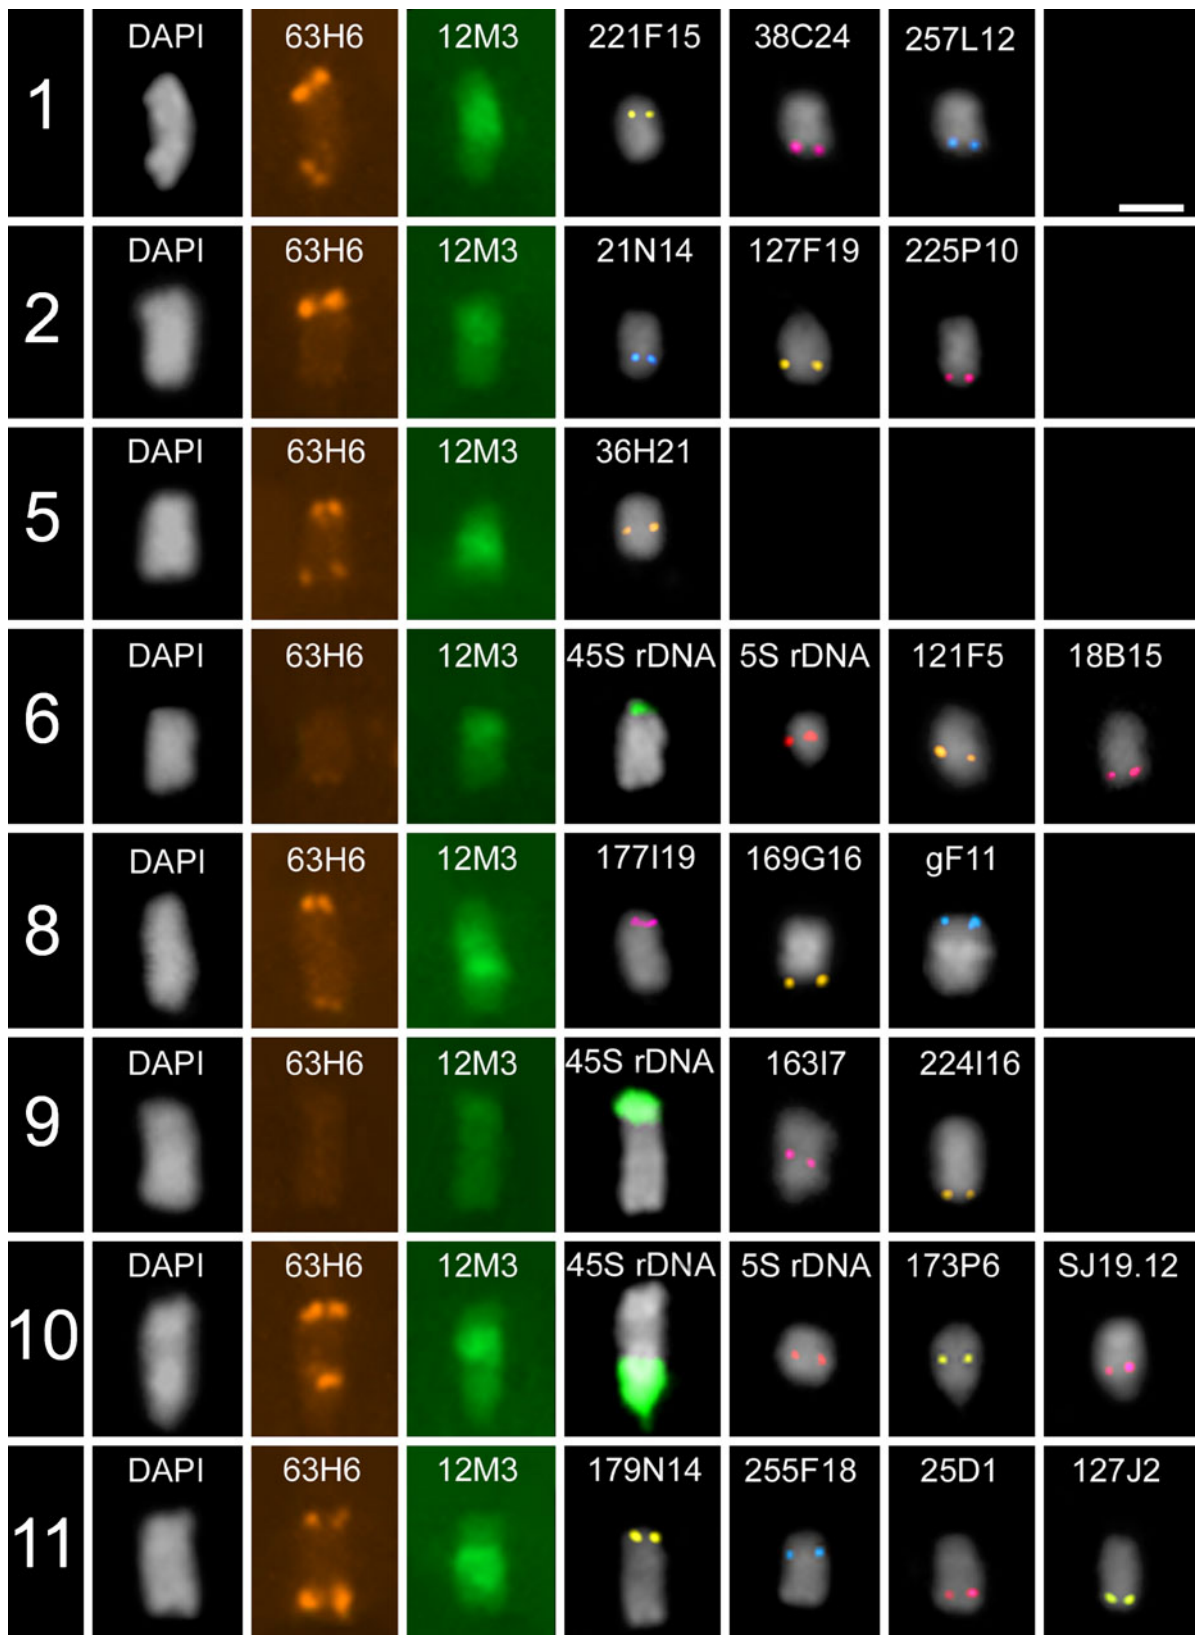 1 DAPI 63H6 12M3 221F15 38C24 257L12
2 DAPI 63H6 12M3 21N14 127F19 225P10
5 DAPI 63H6 12M3 36H21
6 DAPI 63H6 12M3 45S rDNA 5S rDNA 121F5 18B15
8 DAPI 63H6 12M3 177I19 169G16 gF11
9 DAPI 63H6 12M3 45S rDNA 163I7 224I16
10 DAPI 63H6 12M3 45S rDNA 5S rDNA 173P6 SJ19.12
11 DAPI 63H6 12M3 179N14 255F18 25D1 127J2